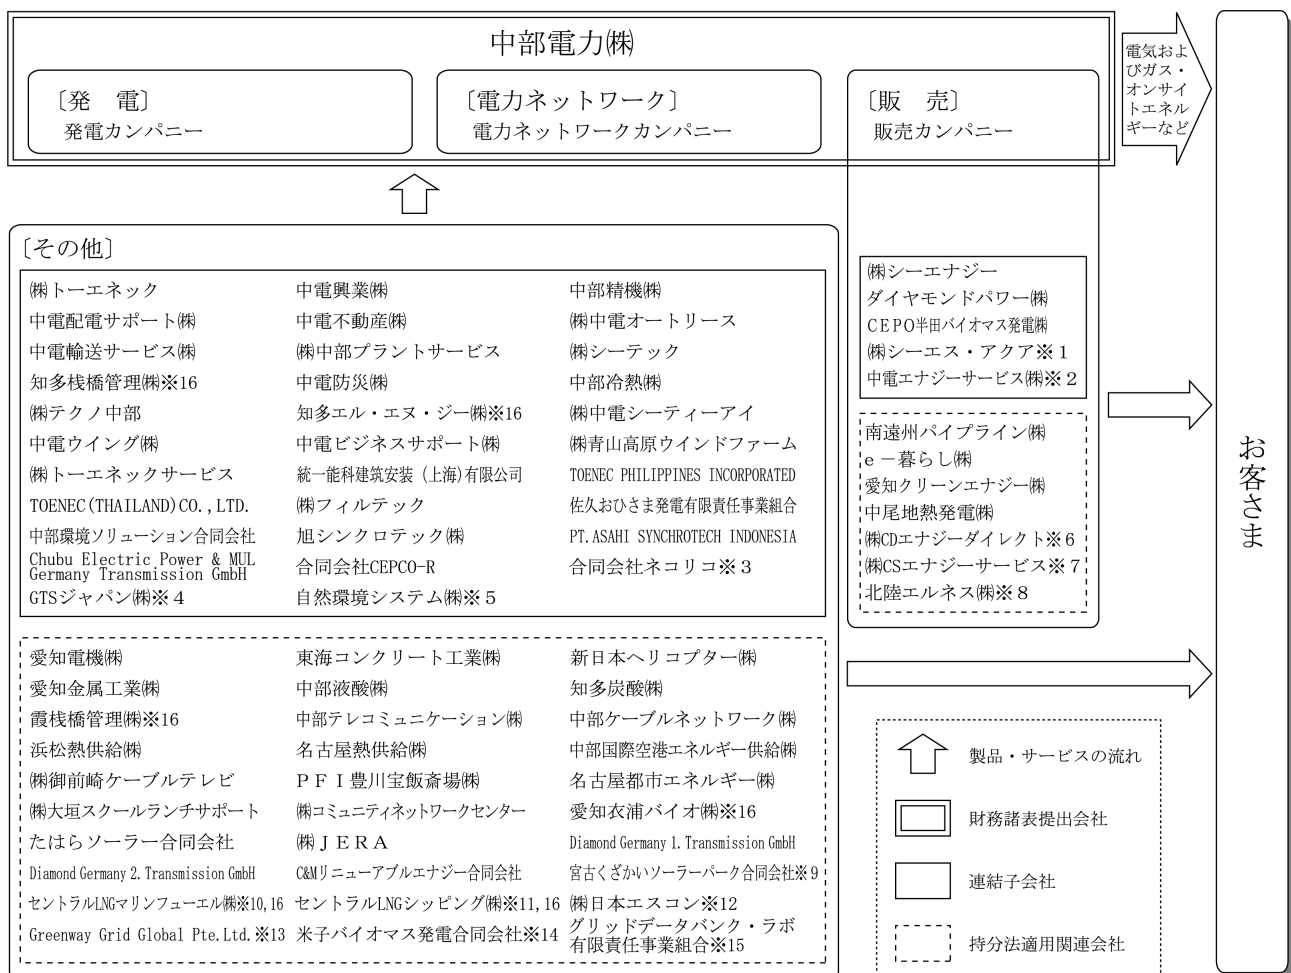 中部電力㈱
〔発　電〕
発電カンパニー
〔電力ネットワーク〕
電力ネットワークカンパニー
〔販　売〕
販売カンパニー
電気およ
びガス・
オンサイ
トエネル
ギーなど
お客さま
〔その他〕
㈱トーエネック　中電興業㈱　中部精機㈱
中電配電サポート㈱　中電不動産㈱　㈱中電オートリース
中電輸送サービス㈱　㈱中部プラントサービス　㈱シーテック
知多桟橋管理㈱※16　中電防災㈱　中部冷熱㈱
㈱テクノ中部　知多エル・エヌ・ジー㈱※16　㈱中電シーティーアイ
中電ウイング㈱　中電ビジネスサポート㈱　㈱青山高原ウインドファーム
㈱トーエネックサービス　統一能科建筑安装（上海)有限公司　TOENEC PHILIPPINES INCORPORATED
TOENEC(THAILAND)CO.,LTD.　㈱フィルテック　佐久おひさま発電有限責任事業組合
中部環境ソリューション合同会社　旭シンクロテック㈱　PT.ASAHI SYNCHROTECH INDONESIA
Chubu Electric Power & MUL
Germany Transmission GmbH　合同会社CEPCO-R　合同会社ネコリコ※３
GTSジャパン㈱※４　自然環境システム㈱※５
愛知電機㈱　東海コンクリート工業㈱　新日本ヘリコプター㈱
愛知金属工業㈱　中部液酸㈱　知多炭酸㈱
霞桟橋管理㈱※16　中部テレコミュニケーション㈱　中部ケーブルネットワーク㈱
浜松熱供給㈱　名古屋熱供給㈱　中部国際空港エネルギー供給㈱
㈱御前崎ケーブルテレビ　ＰＦＩ豊川宝飯斎場㈱　名古屋都市エネルギー㈱
㈱大垣スクールランチサポート　㈱コミュニティネットワークセンター　愛知衣浦バイオ㈱※16
たはらソーラー合同会社　㈱ＪＥＲＡ　Diamond Germany 1. Transmission GmbH
Diamond Germany 2. Transmission GmbH　C&Mリニューアブルエナジー合同会社　宮古くざかいソーラーパーク合同会社※９
セントラルLNGマリンフューエル㈱※10,16　セントラルLNGシッピング㈱※11,16　㈱日本エスコン※12
Greenway Grid Global Pte.Ltd.※13　米子バイオマス発電合同会社※14　グリッドデータバンク・ラボ
有限責任事業組合※15
㈱シーエナジー
ダイヤモンドパワー㈱
CEPO半田バイオマス発電㈱
㈱シーエス・アクア※１
中電エナジーサービス㈱※２
南遠州パイプライン㈱
e－暮らし㈱
愛知クリーンエナジー㈱
中尾地熱発電㈱
㈱CDエナジーダイレクト※６
㈱CSエナジーサービス※７
北陸エルネス㈱※８
製品・サービスの流れ
財務諸表提出会社
連結子会社
持分法適用関連会社